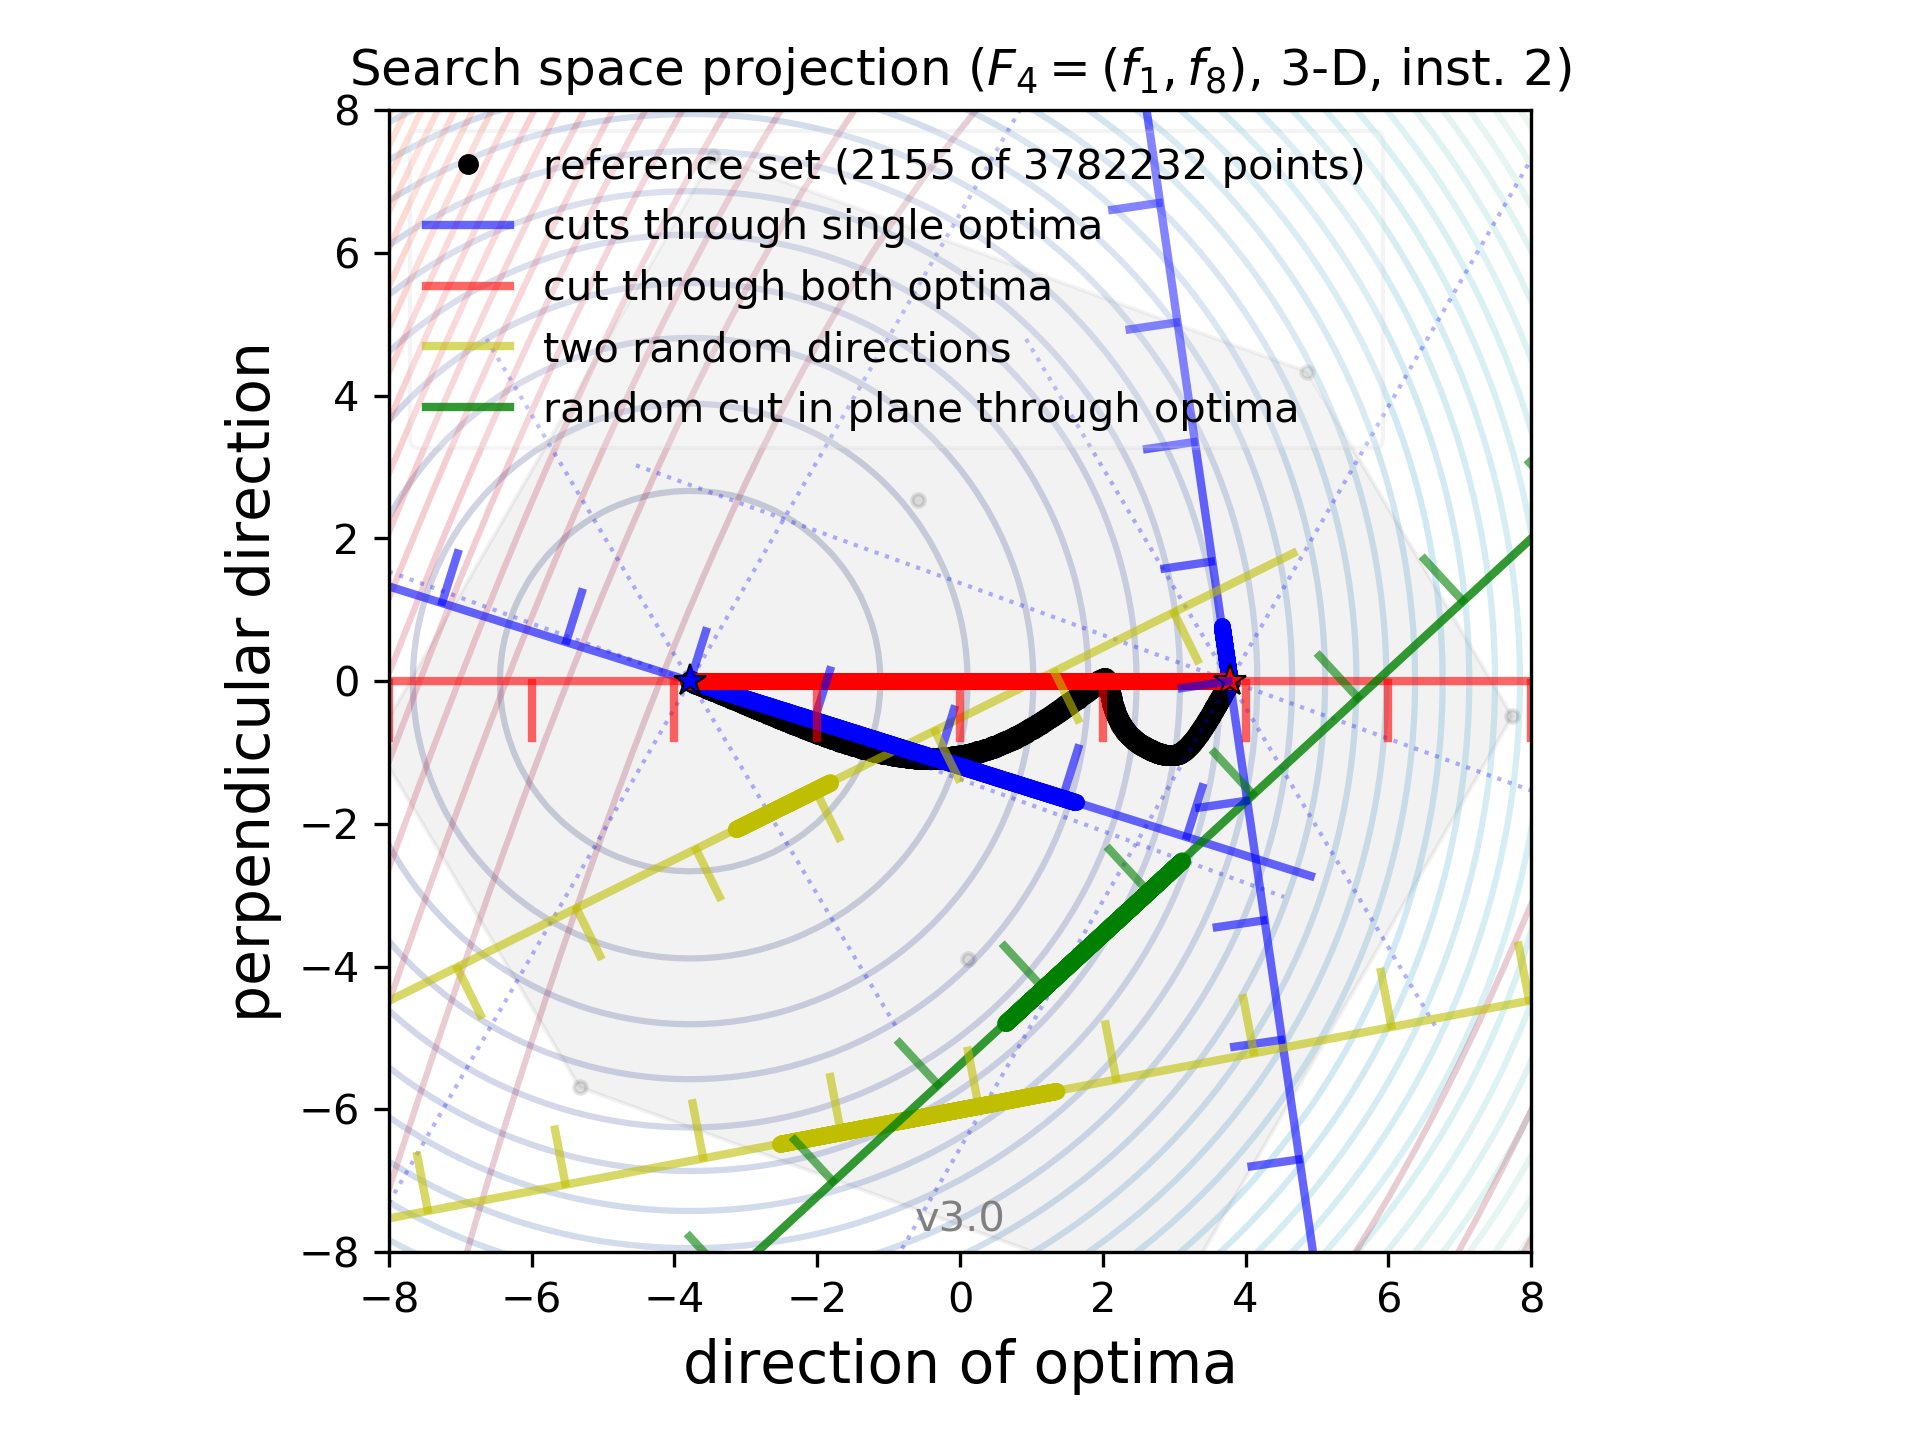 Search space projection (F₄ = (f₁, f₈), 3-D, inst. 2)
reference set (2155 of 3782232 points)
cuts through single optima
cut through both optima
two random directions
random cut in plane through optima
perpendicular direction
8
6
4
2
0
−2
−4
−6
−8
v3.0
−8 −6 −4 −2 0 2 4 6 8
direction of optima